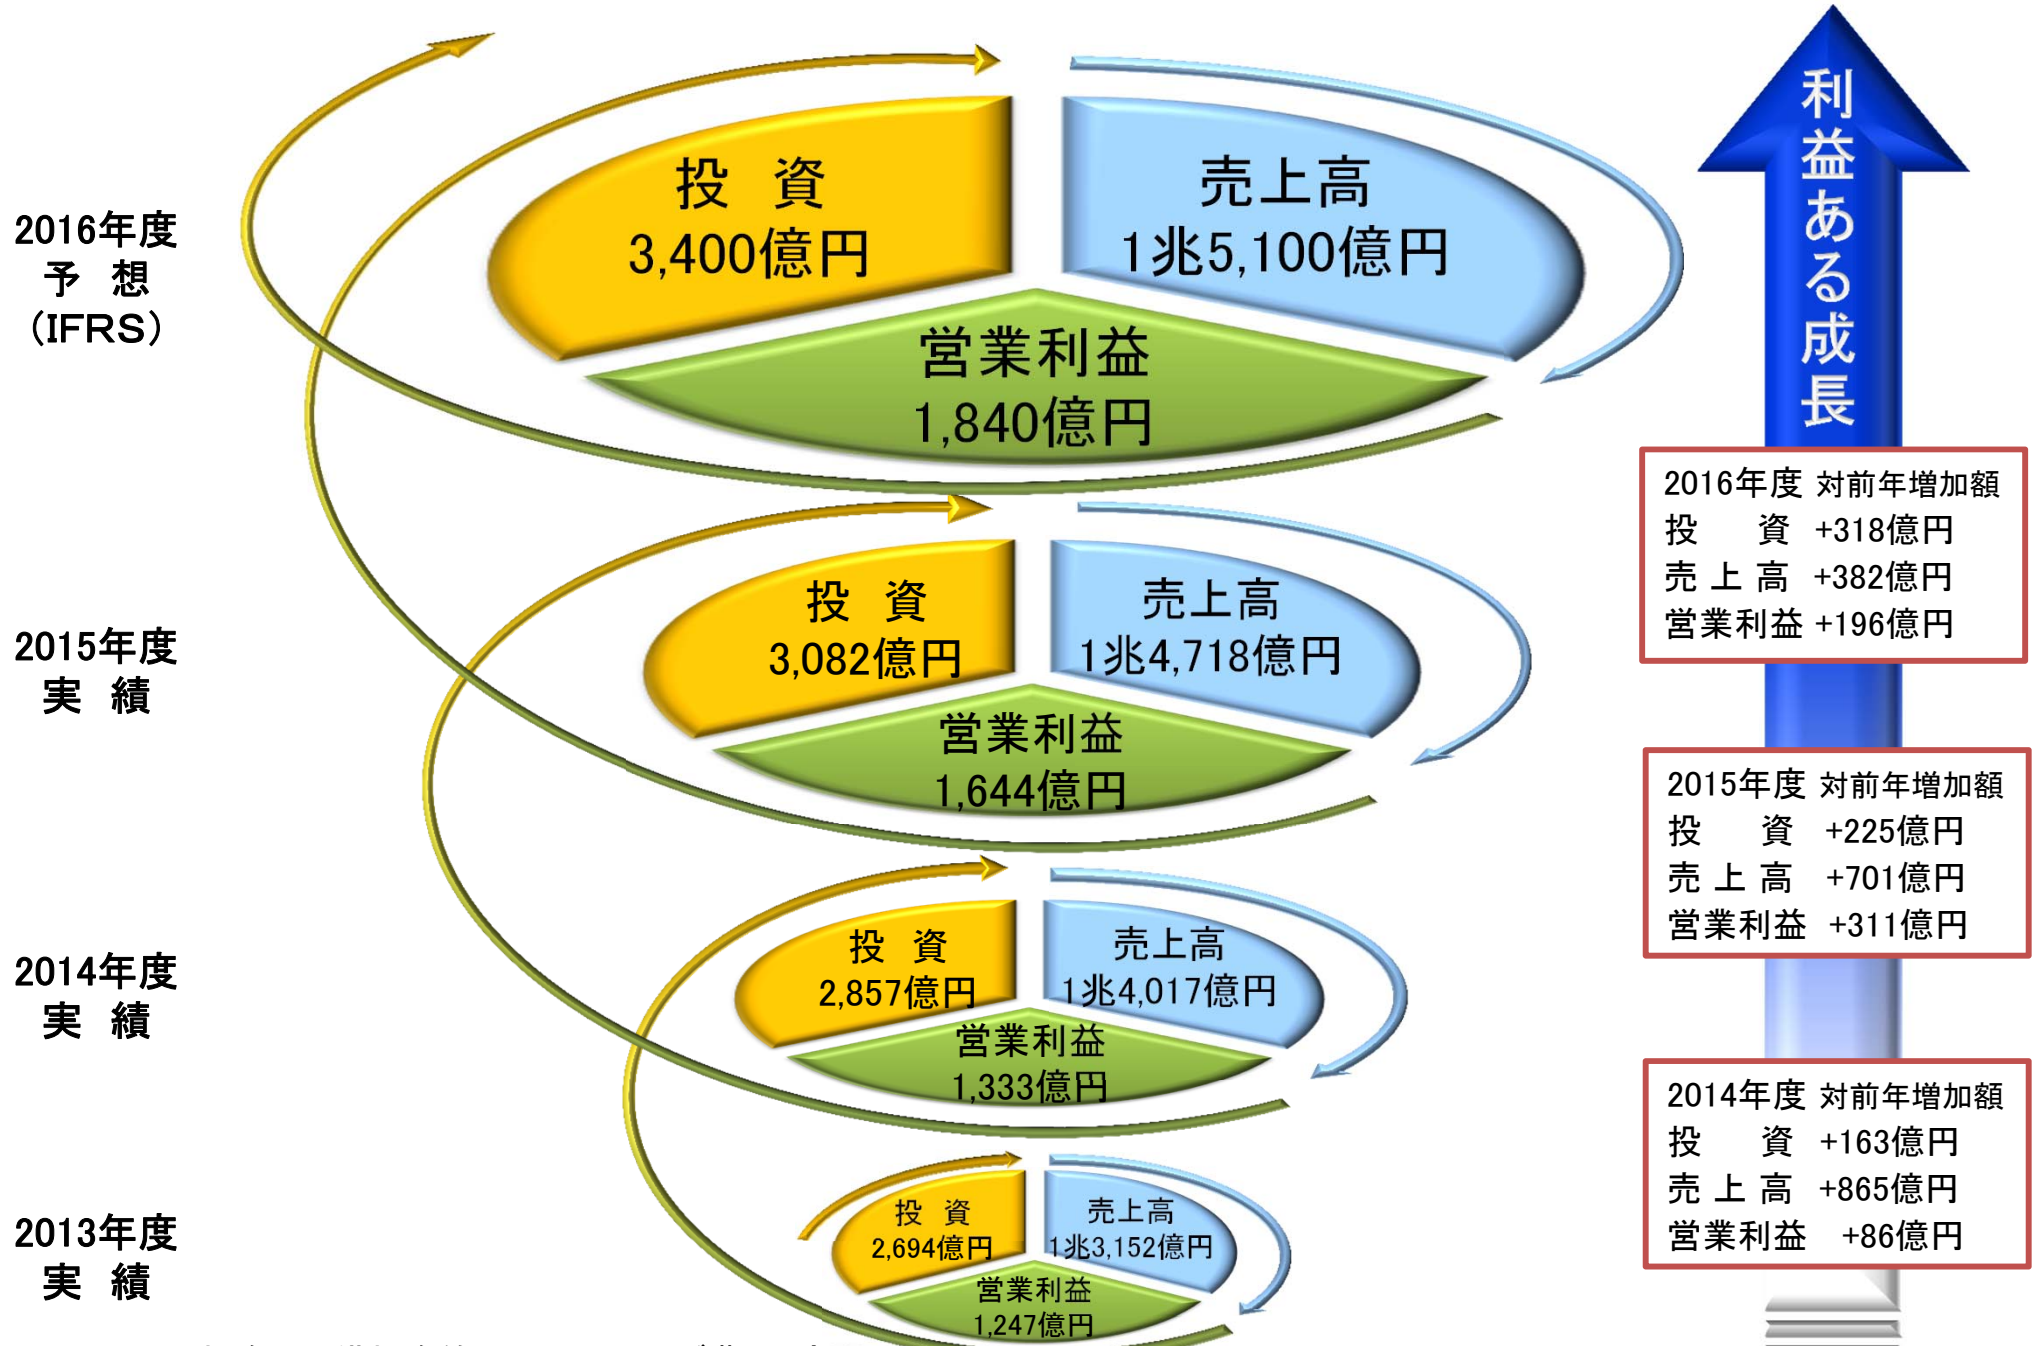 2016年度
予 想
(IFRS)
投 資
3,400億円
売上高
1兆5,100億円
営業利益
1,840億円
2015年度
実 績
投 資
3,082億円
売上高
1兆4,718億円
営業利益
1,644億円
2014年度
実 績
投 資
2,857億円
売上高
1兆4,017億円
営業利益
1,333億円
2013年度
実 績
投 資
2,694億円
売上高
1兆3,152億円
営業利益
1,247億円
利益ある成長
2016年度 対前年増加額
投 資 +318億円
売 上 高 +382億円
営業利益 +196億円
2015年度 対前年増加額
投 資 +225億円
売 上 高 +701億円
営業利益 +311億円
2014年度 対前年増加額
投 資 +163億円
売 上 高 +865億円
営業利益 +86億円